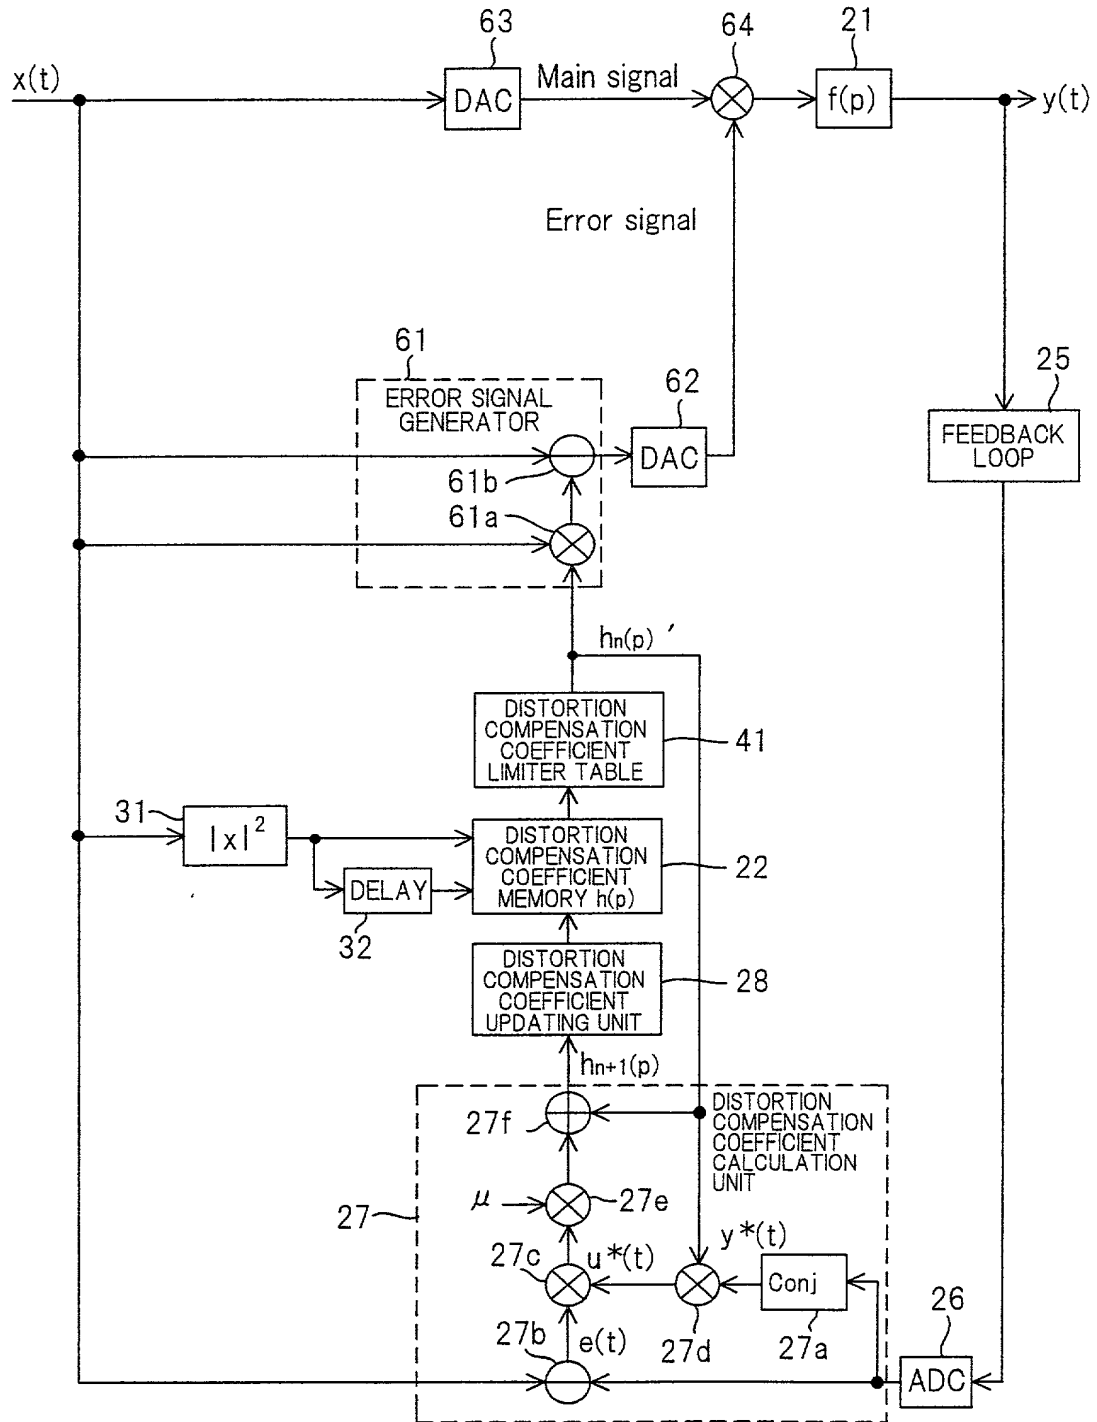 63
64
21
x(t)
DAC
Main signal
f(p)
y(t)
Error signal
61
ERROR SIGNAL
GENERATOR
62
25
DAC
FEEDBACK
LOOP
61b
61a
hn(p)′
DISTORTION
COMPENSATION
COEFFICIENT
LIMITER TABLE
41
31
|x|²
DISTORTION
COMPENSATION
COEFFICIENT
MEMORY h(p)
22
DELAY
32
DISTORTION
COMPENSATION
COEFFICIENT
UPDATING UNIT
28
hn+1(p)
27f
DISTORTION
COMPENSATION
COEFFICIENT
CALCULATION
UNIT
μ
27e
27
27c
u*(t)
y*(t)
Conj
27b
e(t)
27d
27a
26
ADC